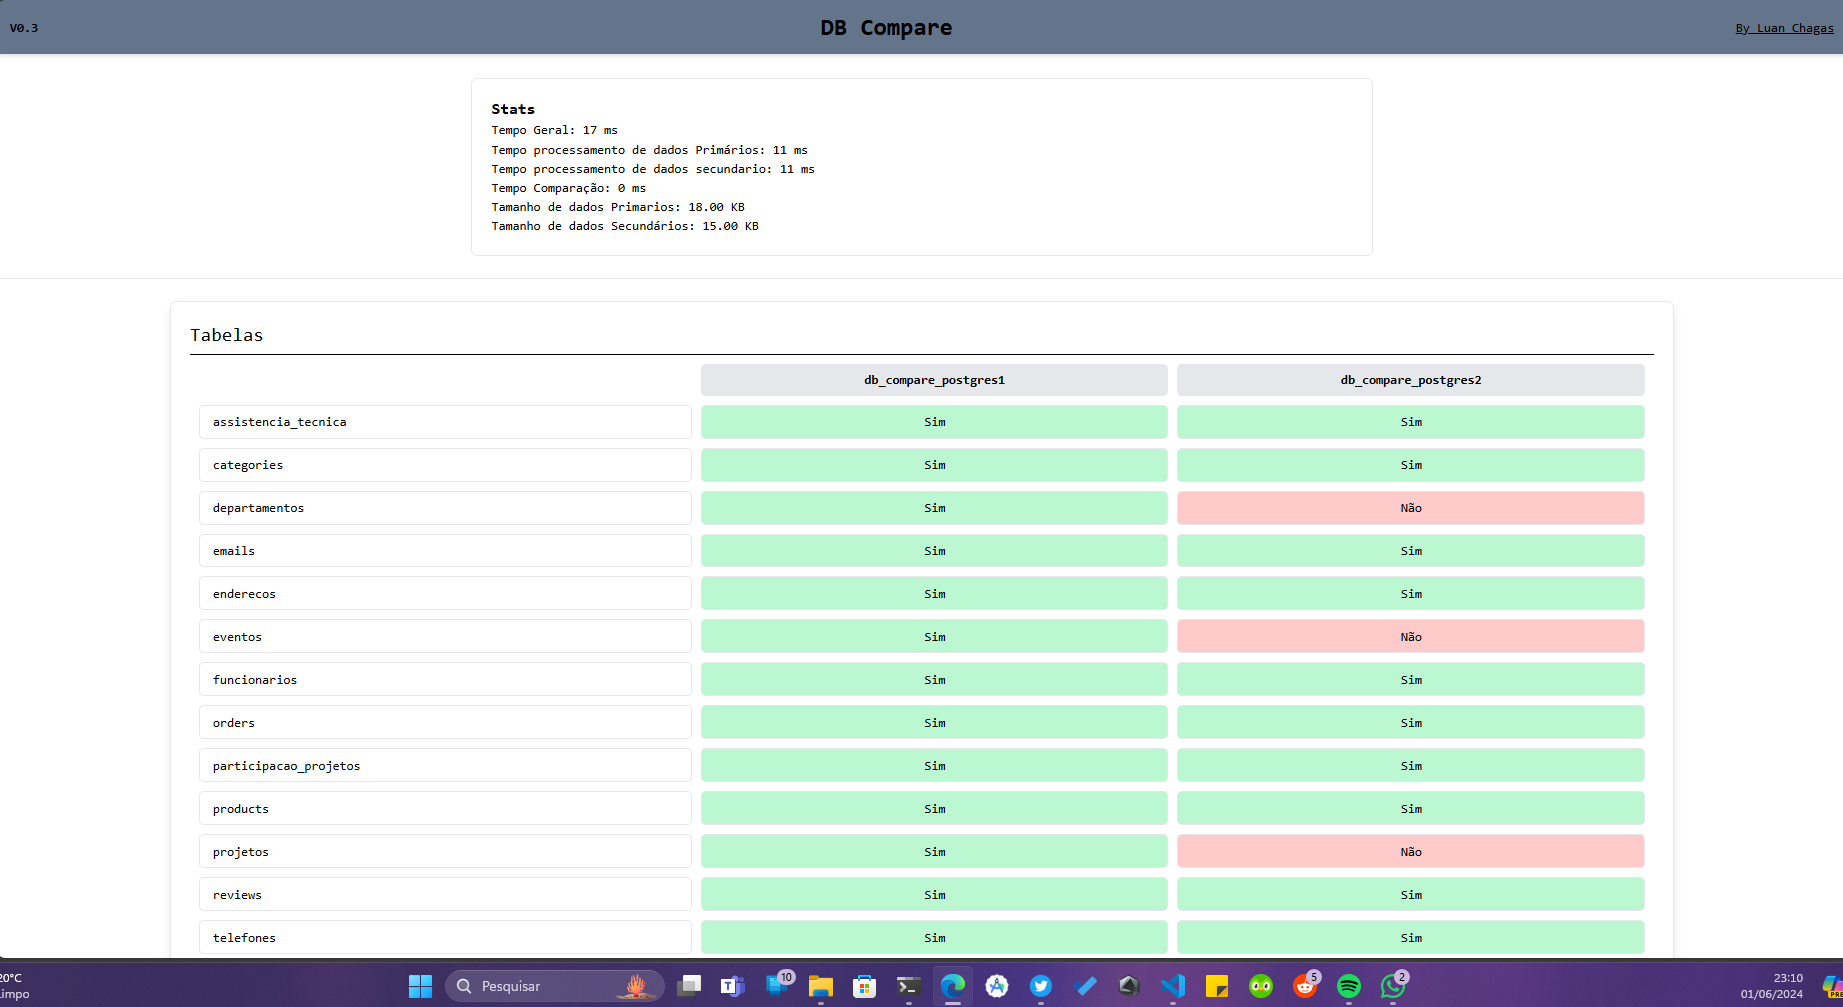 V0.3
DB Compare
By Luan Chagas
Stats
Tempo Geral: 17 ms
Tempo processamento de dados Primários: 11 ms
Tempo processamento de dados secundario: 11 ms
Tempo Comparação: 0 ms
Tamanho de dados Primarios: 18.00 KB
Tamanho de dados Secundários: 15.00 KB
Tabelas
db_compare_postgres1 db_compare_postgres2
assistencia_tecnica Sim Sim
categories Sim Sim
departamentos Sim Não
emails Sim Sim
enderecos Sim Sim
eventos Sim Não
funcionarios Sim Sim
orders Sim Sim
participacao_projetos Sim Sim
products Sim Sim
projetos Sim Não
reviews Sim Sim
telefones Sim Sim
20°C
impo
Pesquisar
10
5
2
23:10
01/06/2024
PRE